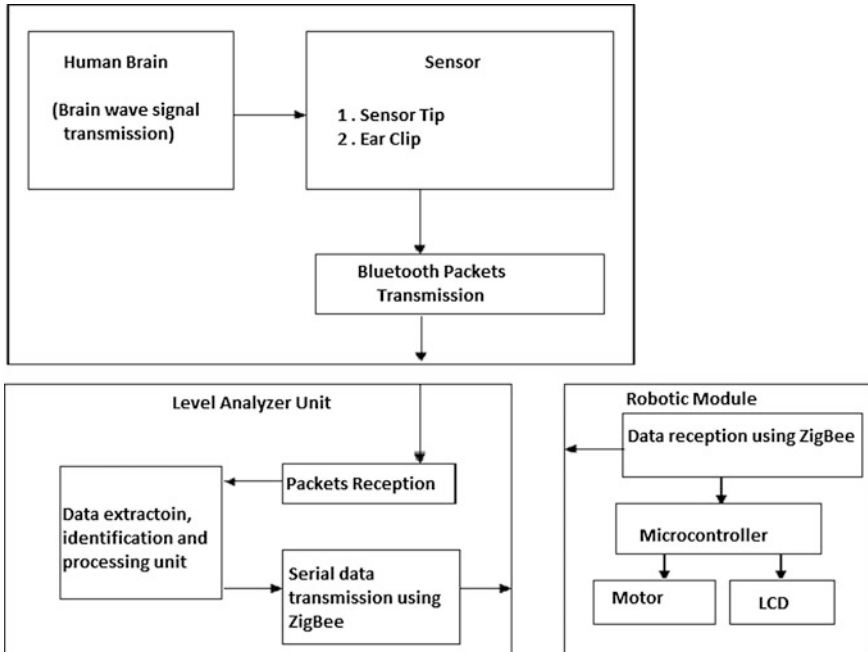 Human Brain
(Brain wave signal
transmission)
Sensor
1 . Sensor Tip
2 . Ear Clip
Bluetooth Packets
Transmission
Level Analyzer Unit
Packets Reception
Data extractoin,
identification and
processing unit
Serial data
transmission using
ZigBee
Robotic Module
Data reception using ZigBee
Microcontroller
Motor
LCD